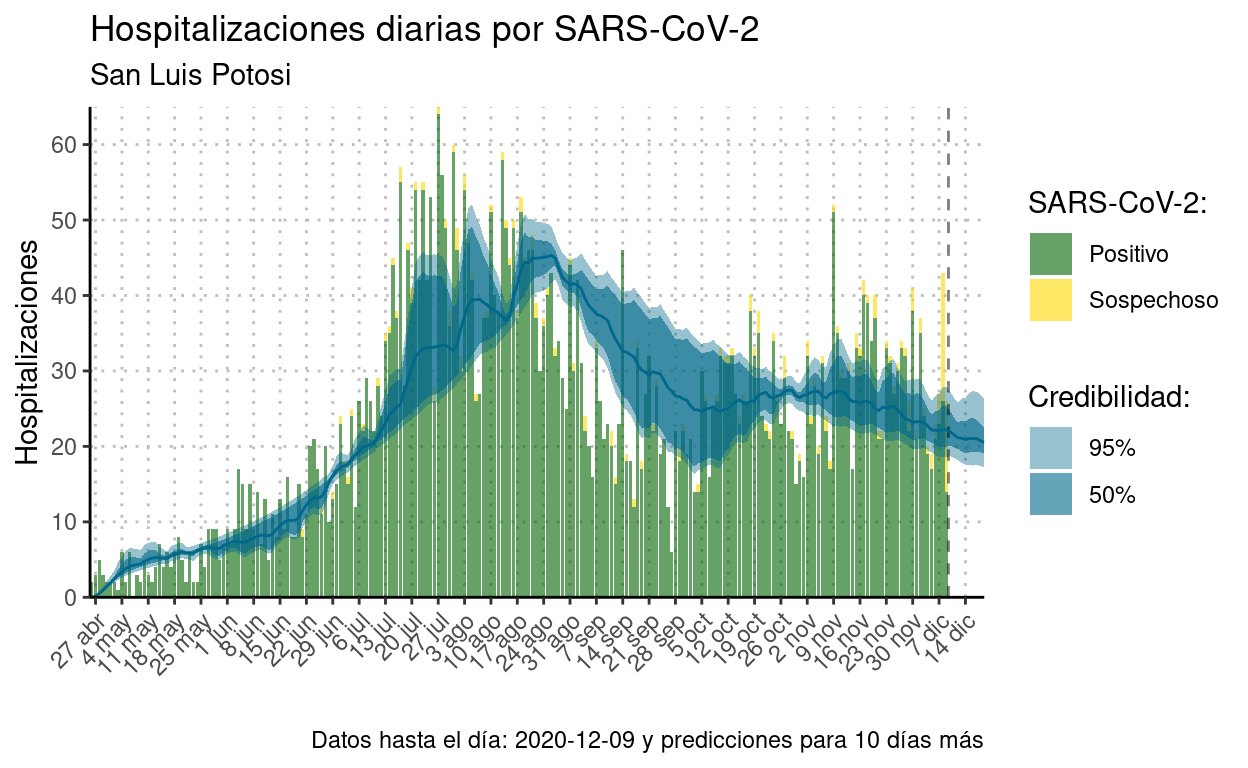 Hospitalizaciones diarias por SARS-CoV-2
San Luis Potosi
Hospitalizaciones
60
50
40
30
20
10
0
27 abr
4 may
11 may
18 may
25 may
1 jun
8 jun
15 jun
22 jun
29 jun
6 jul
13 jul
20 jul
27 jul
3 ago
10 ago
17 ago
24 ago
31 ago
7 sep
14 sep
21 sep
28 sep
5 oct
12 oct
19 oct
26 oct
2 nov
9 nov
16 nov
23 nov
30 nov
7 dic
14 dic
SARS-CoV-2:
Positivo
Sospechoso
Credibilidad:
95%
50%
Datos hasta el día: 2020-12-09 y predicciones para 10 días más